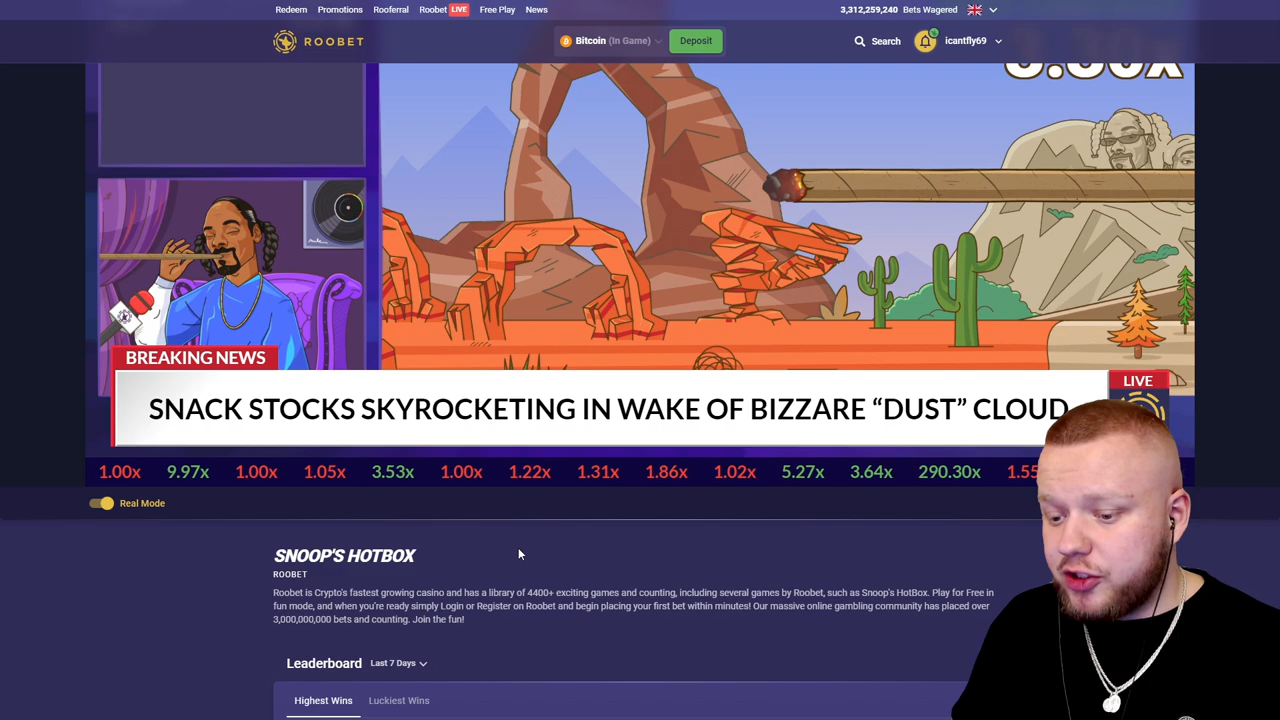 Redeem Promotions Rooferral Roobet LIVE Free Play News 3,312,259,240 Bets Wagered
ROOBET Bitcoin (In Game) Deposit Search icantfly69
BREAKING NEWS
LIVE
SNACK STOCKS SKYROCKETING IN WAKE OF BIZZARE “DUST” CLOUD
1.00x 9.97x 1.00x 1.05x 3.53x 1.00x 1.22x 1.31x 1.86x 1.02x 5.27x 3.64x 290.30x
Real Mode
SNOOP'S HOTBOX
ROOBET
Roobet is Crypto's fastest growing casino and has a library of 4400+ exciting games and counting, including several games by Roobet, such as Snoop's HotBox. Play for Free in
fun mode, and when you're ready simply Login or Register on Roobet and begin placing your first bet within minutes! Our massive online gambling community has placed over
3,000,000,000 bets and counting. Join the fun!
Leaderboard Last 7 Days
Highest Wins Luckiest Wins